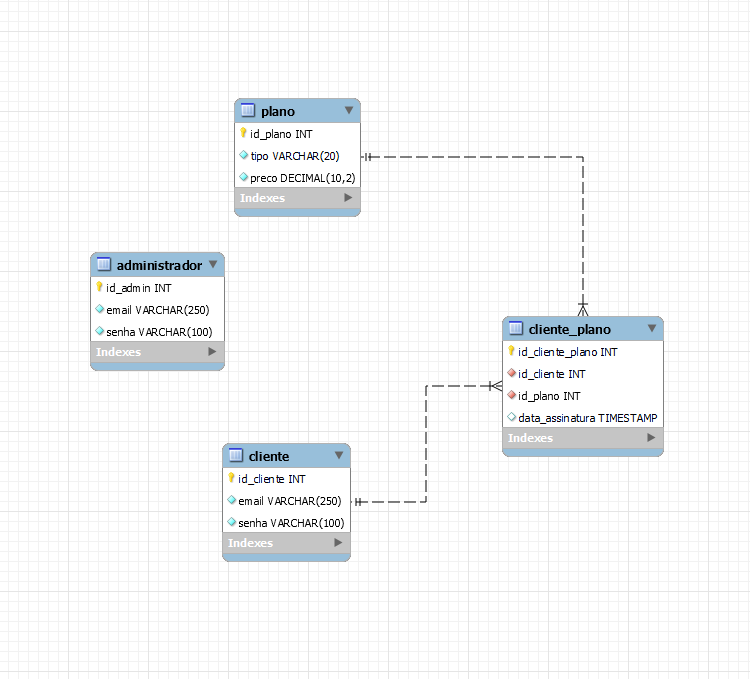 plano
id_plano INT
tipo VARCHAR(20)
preco DECIMAL(10,2)
Indexes
administrador
id_admin INT
email VARCHAR(250)
senha VARCHAR(100)
Indexes
cliente_plano
id_cliente_plano INT
id_cliente INT
id_plano INT
data_assinatura TIMESTAMP
Indexes
cliente
id_cliente INT
email VARCHAR(250)
senha VARCHAR(100)
Indexes